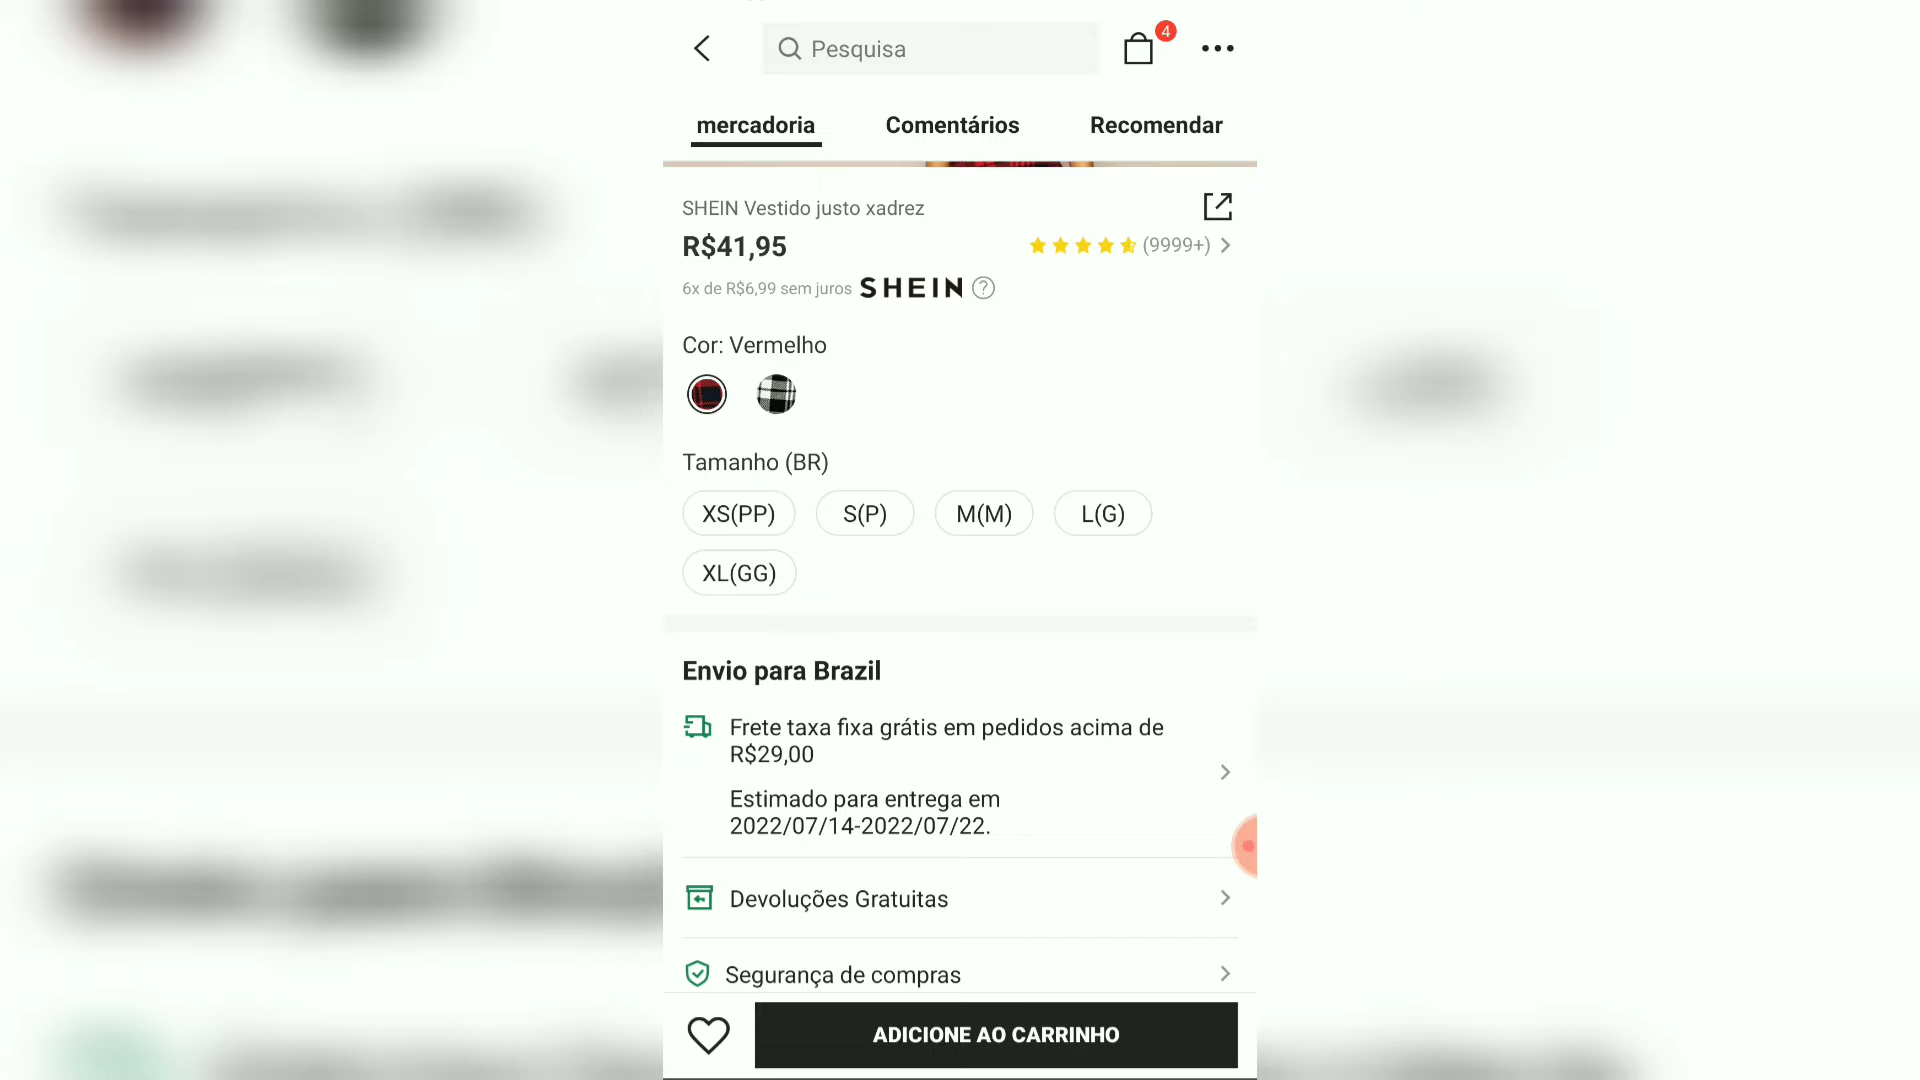 Pesquisa
4
mercadoria Comentários Recomendar
SHEIN Vestido justo xadrez
R$41,95
(9999+)
6x de R$6,99 sem juros SHEIN ?
Cor: Vermelho
Tamanho (BR)
XS(PP) S(P) M(M) L(G)
XL(GG)
Envio para Brazil
Frete taxa fixa grátis em pedidos acima de
R$29,00
Estimado para entrega em
2022/07/14-2022/07/22.
Devoluções Gratuitas
Segurança de compras
ADICIONE AO CARRINHO